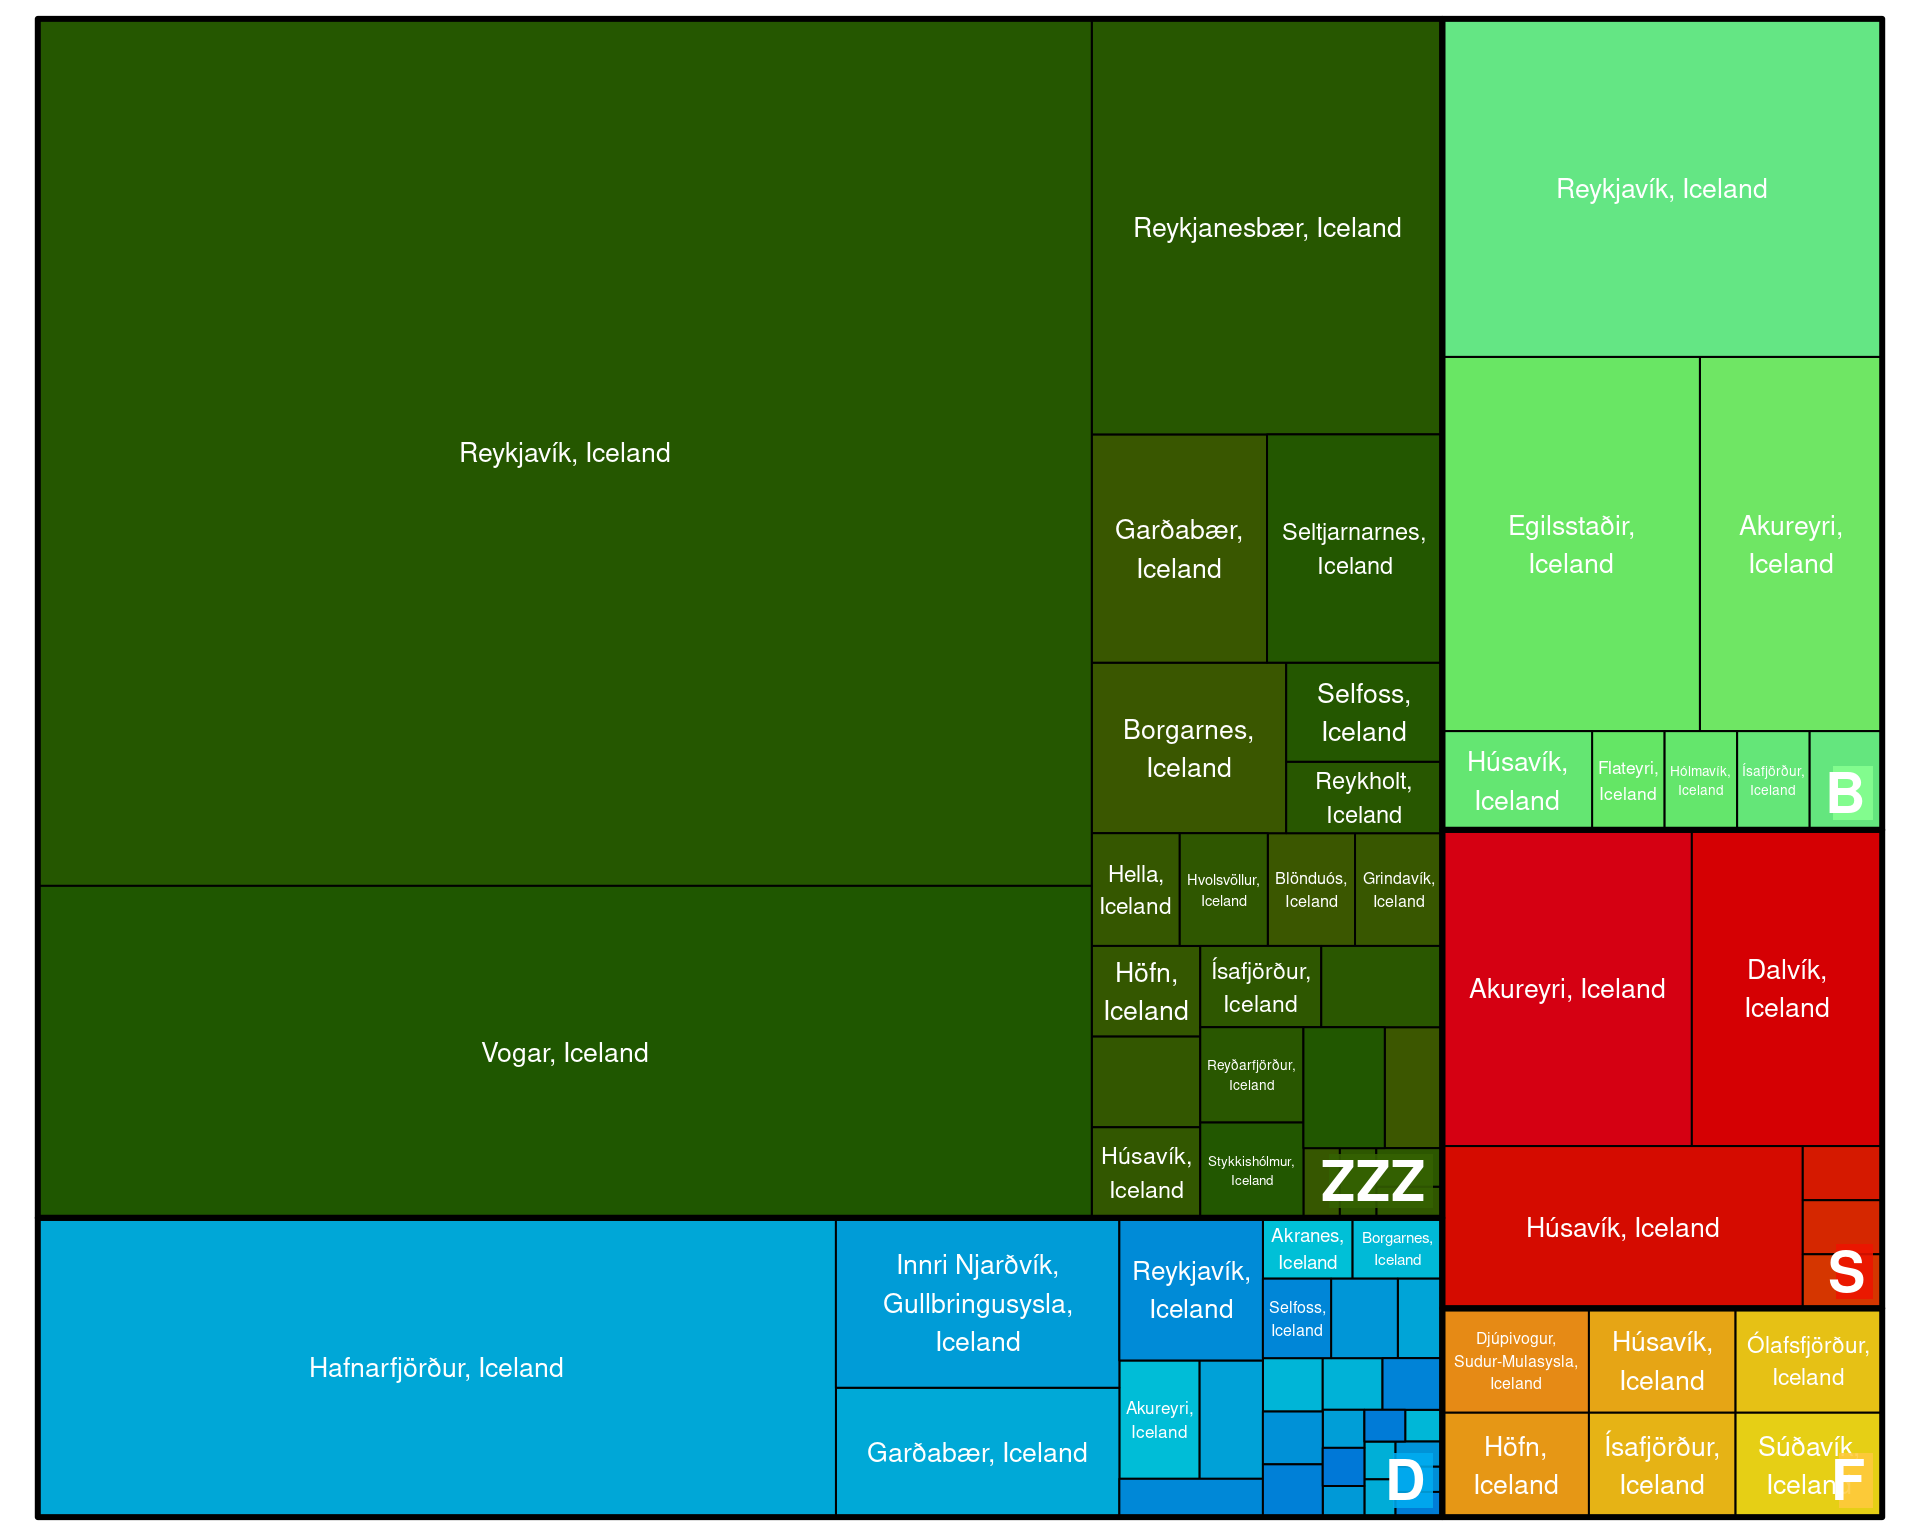 Reykjavík, Iceland
Vogar, Iceland
Reykjanesbær, Iceland
Garðabær,
Iceland
Seltjarnarnes,
Iceland
Borgarnes,
Iceland
Selfoss,
Iceland
Reykholt,
Iceland
Hella,
Iceland
Hvolsvöllur,
Iceland
Blönduós,
Iceland
Grindavík,
Iceland
Höfn,
Iceland
Ísafjörður,
Iceland
Reyðarfjörður,
Iceland
Húsavík,
Iceland
Stykkishólmur,
Iceland
ZZZ
Hafnarfjörður, Iceland
Innri Njarðvík,
Gullbringusysla,
Iceland
Garðabær, Iceland
Reykjavík,
Iceland
Akureyri,
Iceland
Akranes,
Iceland
Borgarnes,
Iceland
Selfoss,
Iceland
D
Reykjavík, Iceland
Egilsstaðir,
Iceland
Akureyri,
Iceland
Húsavík,
Iceland
Flateyri,
Iceland
Hólmavík,
Iceland
Ísafjörður,
Iceland
B
Akureyri, Iceland
Dalvík,
Iceland
Húsavík, Iceland
S
Djúpivogur,
Sudur-Mulasysla,
Iceland
Húsavík,
Iceland
Ólafsfjörður,
Iceland
Höfn,
Iceland
Ísafjörður,
Iceland
Súðavík,
Iceland
F